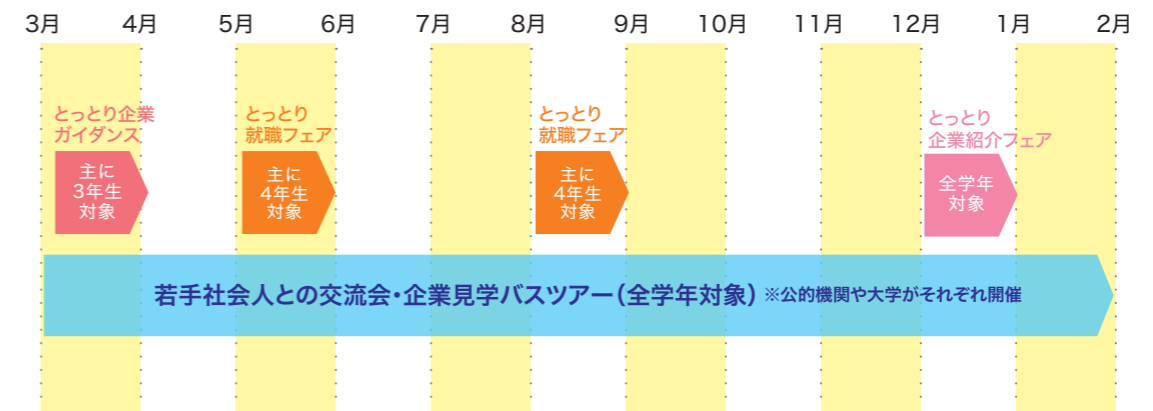 3月 4月 5月 6月 7月 8月 9月 10月 11月 12月 1月 2月
とっとり企業
ガイダンス
主に
3年生
対象
とっとり
就職フェア
主に
4年生
対象
とっとり
就職フェア
主に
4年生
対象
とっとり
企業紹介フェア
全学年
対象
若手社会人との交流会・企業見学バスツアー(全学年対象) ※公的機関や大学がそれぞれ開催